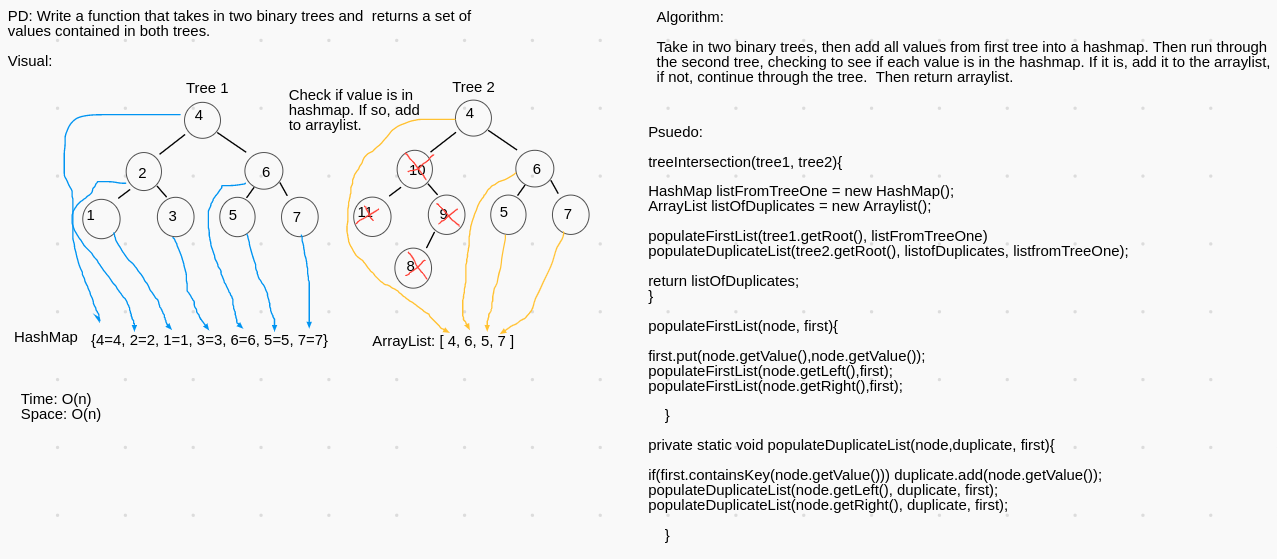 PD: Write a function that takes in two binary trees and  returns a set of
values contained in both trees.
Visual:
Tree 1
Check if value is in
hashmap. If so, add
to arraylist.
Tree 2
4
2
6
1
3
5
7
4
10
6
11
9
5
7
8
HashMap
{4=4, 2=2, 1=1, 3=3, 6=6, 5=5, 7=7}
ArrayList: [ 4, 6, 5, 7 ]
Time: O(n)
Space: O(n)
Algorithm:
Take in two binary trees, then add all values from first tree into a hashmap. Then run through
the second tree, checking to see if each value is in the hashmap. If it is, add it to the arraylist,
if not, continue through the tree.  Then return arraylist.
Psuedo:
treeIntersection(tree1, tree2){
HashMap listFromTreeOne = new HashMap();
ArrayList listOfDuplicates = new Arraylist();
populateFirstList(tree1.getRoot(), listFromTreeOne)
populateDuplicateList(tree2.getRoot(), listofDuplicates, listfromTreeOne);
return listOfDuplicates;
}
populateFirstList(node, first){
first.put(node.getValue(),node.getValue());
populateFirstList(node.getLeft(),first);
populateFirstList(node.getRight(),first);
}
private static void populateDuplicateList(node,duplicate, first){
if(first.containsKey(node.getValue())) duplicate.add(node.getValue());
populateDuplicateList(node.getLeft(), duplicate, first);
populateDuplicateList(node.getRight(), duplicate, first);
}